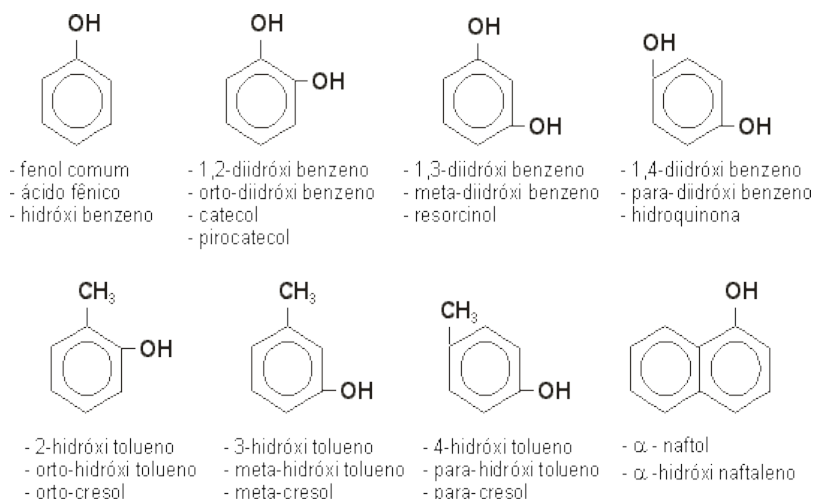 OH
- fenol comum
- ácido fênico
- hidróxi benzeno
OH
OH
- 1,2-diidróxi benzeno
- orto-diidróxi benzeno
- catecol
- pirocatecol
OH
OH
- 1,3-diidróxi benzeno
- meta-diidróxi benzeno
- resorcinol
OH
OH
- 1,4-diidróxi benzeno
- para-diidróxi benzeno
- hidroquinona
CH₃
OH
- 2-hidróxi tolueno
- orto-hidróxi tolueno
- orto-cresol
CH₃
OH
- 3-hidróxi tolueno
- meta-hidróxi tolueno
- meta-cresol
CH₃
OH
- 4-hidróxi tolueno
- para-hidróxi tolueno
- para-cresol
OH
- α - naftol
- α -hidróxi naftaleno